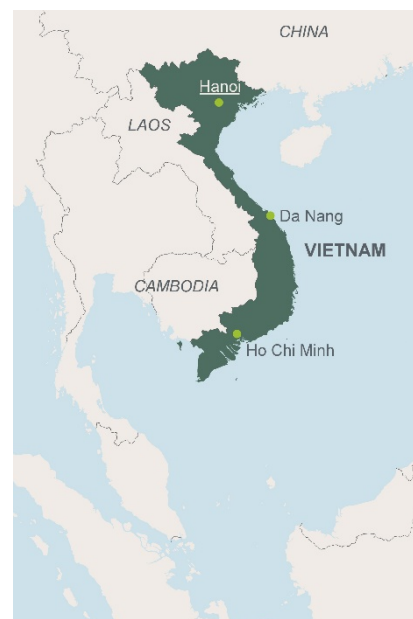 CHINA
Hanoi
LAOS
Da Nang
VIETNAM
CAMBODIA
Ho Chi Minh